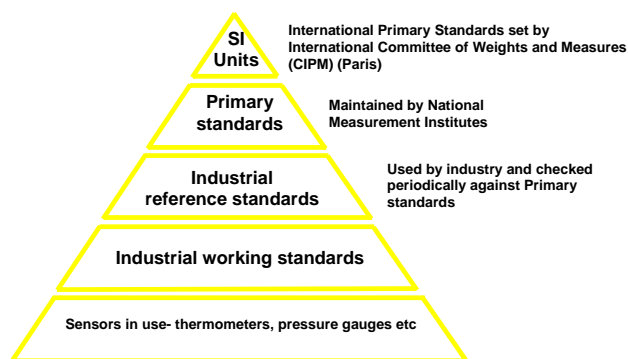 SI
Units
International Primary Standards set by
International Committee of Weights and Measures
(CIPM) (Paris)
Primary
standards
Maintained by National
Measurement Institutes
Industrial
reference standards
Used by industry and checked
periodically against Primary
standards
Industrial working standards
Sensors in use- thermometers, pressure gauges etc